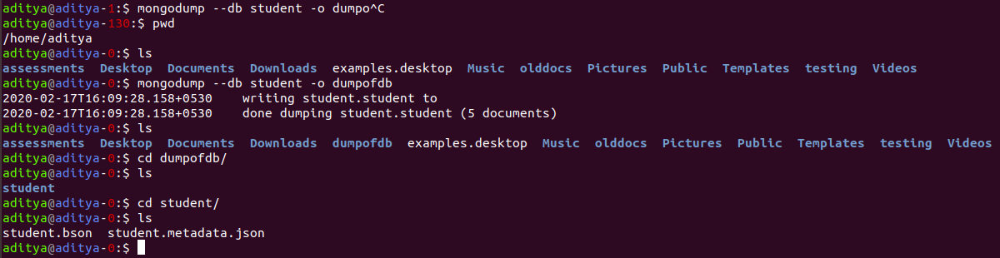 aditya@aditya-1:$ mongodump --db student -o dumpo^C
aditya@aditya-130:$ pwd
/home/aditya
aditya@aditya-0:$ ls
assessments  Desktop  Documents  Downloads  examples.desktop  Music  olddocs  Pictures  Public  Templates  testing  Videos
aditya@aditya-0:$ mongodump --db student -o dumpofdb
2020-02-17T16:09:28.158+0530    writing student.student to
2020-02-17T16:09:28.158+0530    done dumping student.student (5 documents)
aditya@aditya-0:$ ls
assessments  Desktop  Documents  Downloads  dumpofdb  examples.desktop  Music  olddocs  Pictures  Public  Templates  testing  Videos
aditya@aditya-0:$ cd dumpofdb/
aditya@aditya-0:$ ls
student
aditya@aditya-0:$ cd student/
aditya@aditya-0:$ ls
student.bson  student.metadata.json
aditya@aditya-0:$